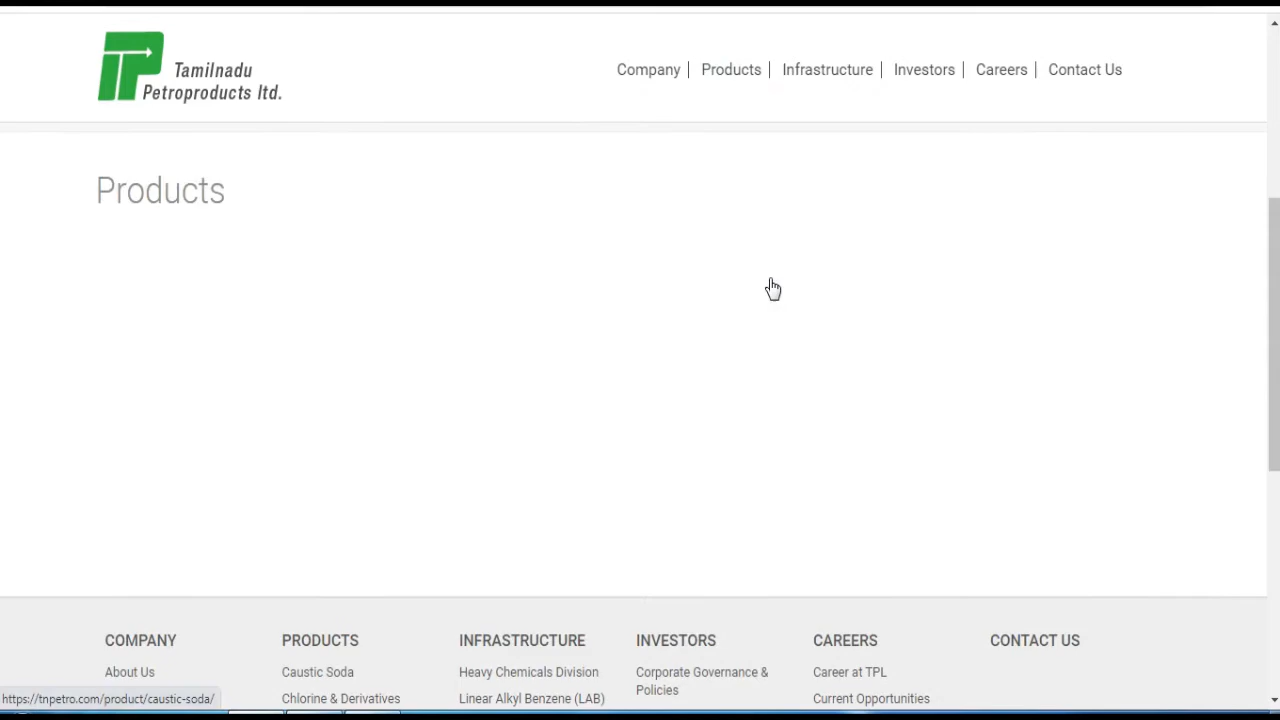 Tamilnadu
Petroproducts ltd.
Company | Products | Infrastructure | Investors | Careers | Contact Us
Products
COMPANY PRODUCTS INFRASTRUCTURE INVESTORS CAREERS CONTACT US
About Us Caustic Soda Heavy Chemicals Division Corporate Governance & Career at TPL
Policies
https://tnpetro.com/product/caustic-soda/ Chlorine & Derivatives Linear Alkyl Benzene (LAB) Current Opportunities